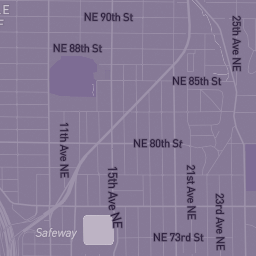 NE 90th St
25th Ave NE
NE 88th St
NE 85th St
11th Ave NE
NE 80th St
15th Ave NE
21st Ave NE
23rd Ave NE
Safeway
NE 73rd St